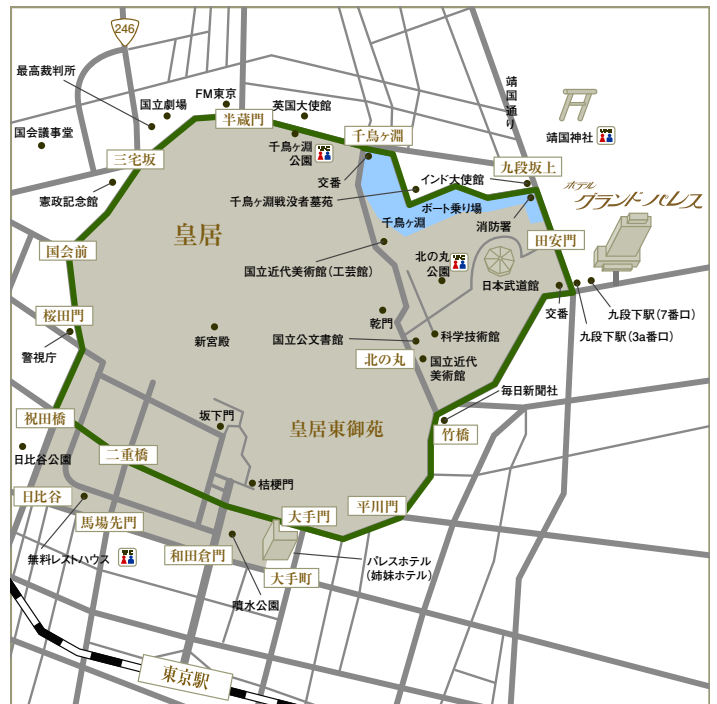 246
最高裁判所
国会議事堂
憲政記念館
国立劇場
FM東京
英国大使館
半蔵門
三宅坂
千鳥ヶ淵
公園
千鳥ヶ淵
交番
靖国通り
靖国神社
九段坂上
インド大使館
千鳥ヶ淵戦没者墓苑
ボート乗り場
千鳥ヶ淵
消防署
ホテル
グランドパレス
田安門
国会前
皇居
国立近代美術館(工芸館)
北の丸
公園
日本武道館
交番
九段下駅(7番口)
九段下駅(3a番口)
桜田門
警視庁
新宮殿
乾門
国立公文書館
科学技術館
北の丸
国立近代
美術館
毎日新聞社
祝田橋
坂下門
皇居東御苑
竹橋
日比谷公園
二重橋
桔梗門
日比谷
馬場先門
大手門
平川門
無料レストハウス
和田倉門
大手町
パレスホテル
(姉妹ホテル)
噴水公園
東京駅